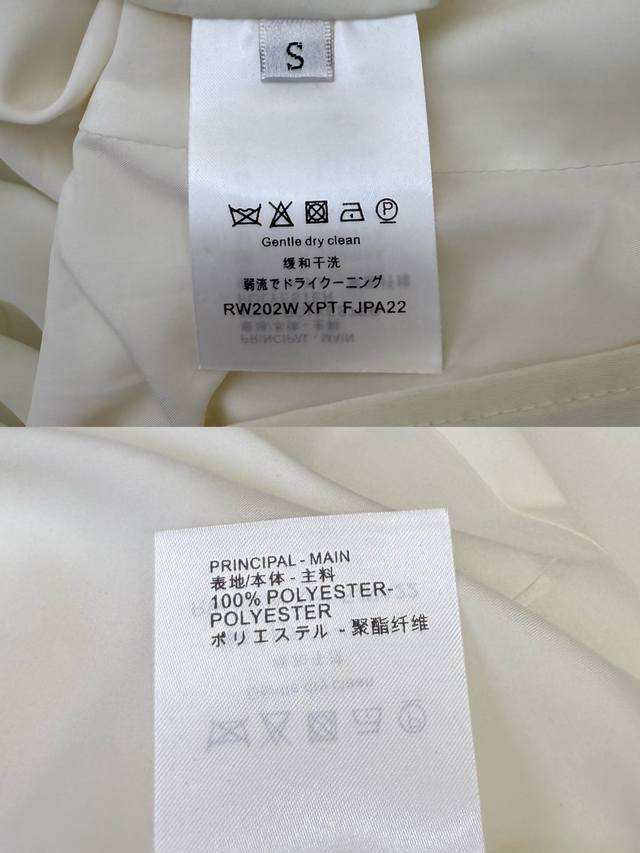 S
Gentle dry clean
缓和干洗
弱流でドライクーニング
RW202W XPT FJPA22
PRINCIPAL - MAIN
表地/本体 - 主料
100% POLYESTER-
POLYESTER
ポリエステル - 聚酯纤维